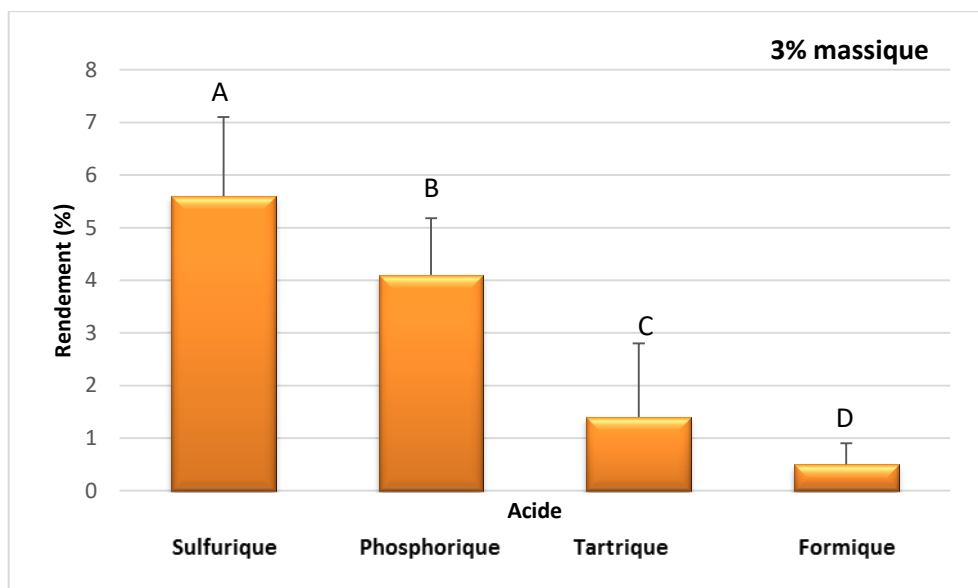 3% massique
8
7
6
5
4
3
2
1
0
Rendement (%)
A
B
C
D
Acide
Sulfurique Phosphorique Tartrique Formique